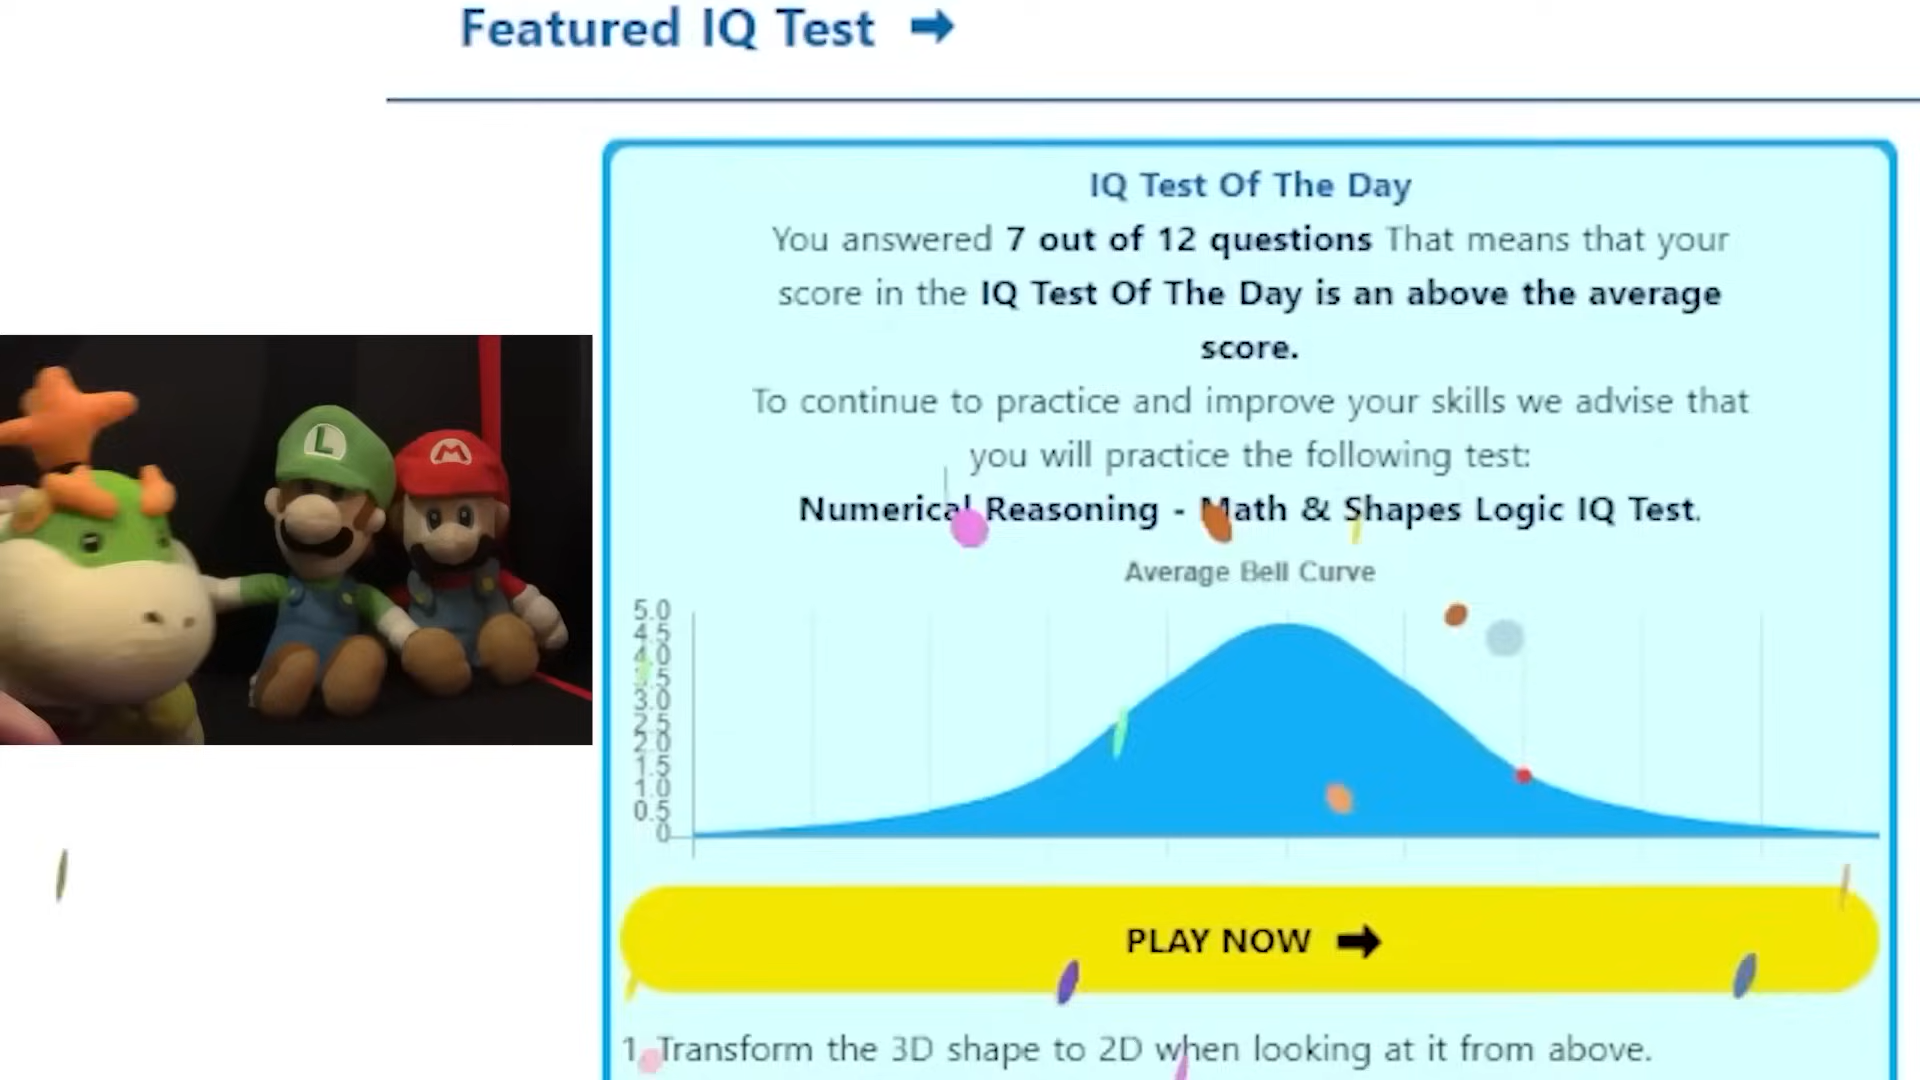 Featured IQ Test
IQ Test Of The Day
You answered 7 out of 12 questions That means that your
score in the IQ Test Of The Day is an above the average
score.
To continue to practice and improve your skills we advise that
you will practice the following test:
Numerical Reasoning - Math & Shapes Logic IQ Test.
Average Bell Curve
5.0
4.5
4.0
3.5
3.0
2.5
2.0
1.5
1.0
0.5
0
PLAY NOW
1. Transform the 3D shape to 2D when looking at it from above.
L
M